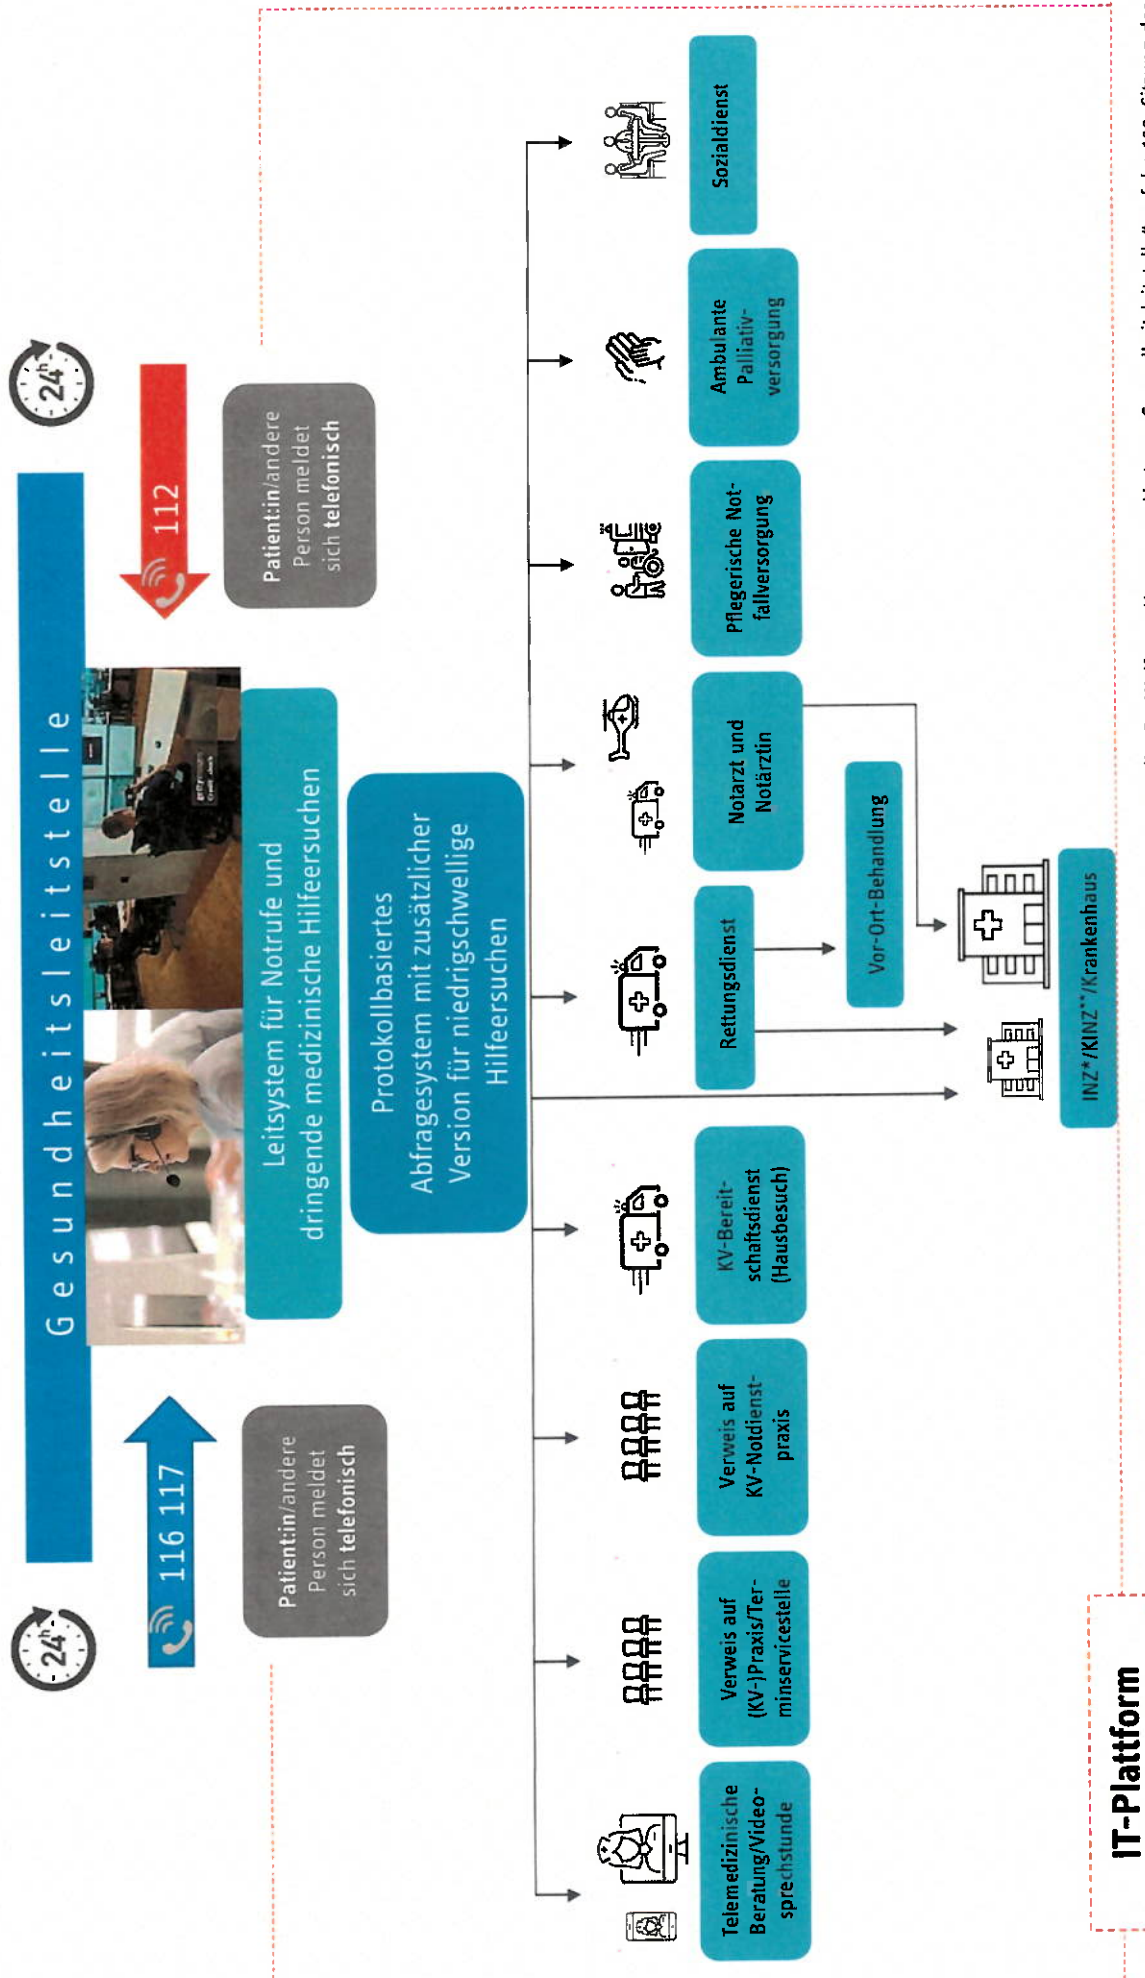 Gesundheitsleitstelle
24h
24h
116 117
112
Patient:in/andere
Person meldet
sich telefonisch
Patient:in/andere
Person meldet
sich telefonisch
Leitsystem für Notrufe und
dringende medizinische Hilfeersuchen
Protokollbasiertes
Abfragesystem mit zusätzlicher
Version für niedrigschwellige
Hilfeersuchen
Telemedizinische
Beratung/Video-
sprechstunde
Verweis auf
(KV-)Praxis/Ter-
minservicestelle
Verweis auf
KV-Notdienst-
praxis
KV-Bereit-
schaftsdienst
(Hausbesuch)
Rettungsdienst
Notarzt und
Notärztin
Pflegerische Not-
fallversorgung
Ambulante
Palliativ-
versorgung
Sozialdienst
Vor-Ort-Behandlung
INZ*/KINZ**/Krankenhaus
IT-Plattform